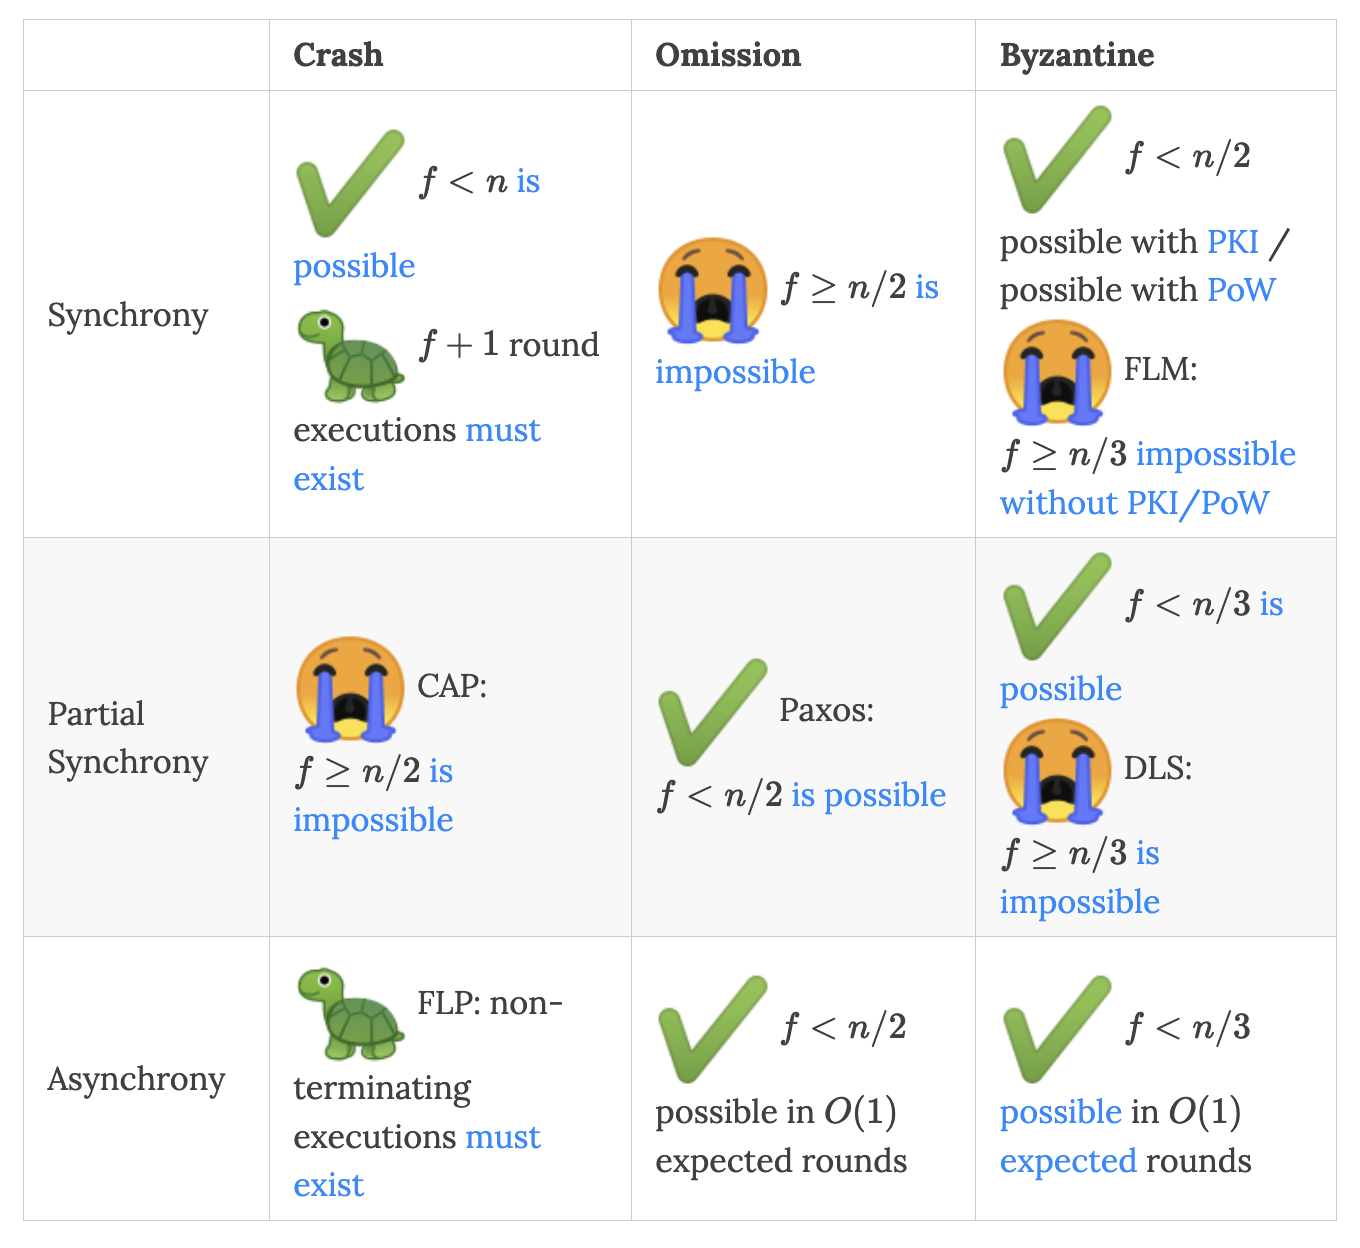 Crash
Omission
Byzantine
Synchrony
f < n is
possible
f + 1 round
executions must
exist
f ≥ n/2 is
impossible
f < n/2
possible with PKI /
possible with PoW
FLM:
f ≥ n/3 impossible
without PKI/PoW
Partial
Synchrony
CAP:
f ≥ n/2 is
impossible
Paxos:
f < n/2 is possible
f < n/3 is
possible
DLS:
f ≥ n/3 is
impossible
Asynchrony
FLP: non-
terminating
executions must
exist
f < n/2
possible in O(1)
expected rounds
f < n/3
possible in O(1)
expected rounds